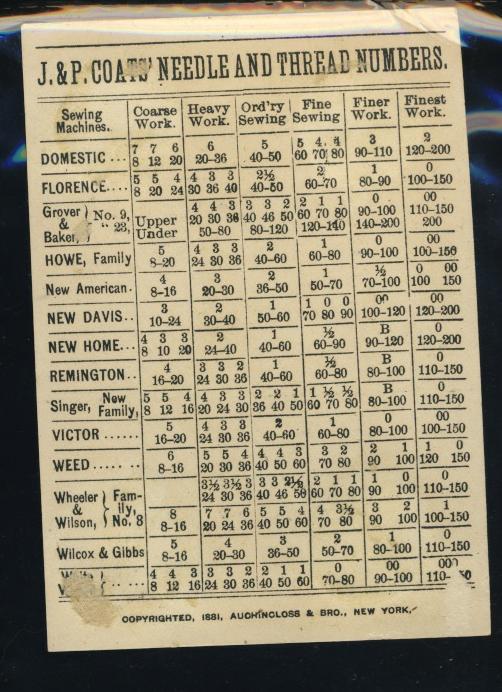 J. & P. COATS' NEEDLE AND THREAD NUMBERS.
Sewing Machines. Coarse Work. Heavy Work. Ord'ry Sewing Fine Sewing Finer Work. Finest Work.
DOMESTIC ... 7 7 6 6 5 5 4 4 3 2
8 12 20 20-36 40-50 60 70 80 90-110 120-200
FLORENCE.... 5 5 4 4 3 3 2½ 2 1 0
8 20 24 30 36 40 40-50 60-70 80-90 100-150
Grover & Baker, No. 9, 4 4 3 3 3 2 2 1 1 0 00
" 23, Upper 20 30 36 40 46 50 60 70 80 90-100 110-150
Under 50-80 80-120 120-140 140-200 200
HOWE, Family 5 4 3 3 2 1 0 00
8-20 24 30 36 40-60 60-80 90-100 100-150
New American. 4 3 2 1 ½ 0 00
8-16 20-30 36-50 50-70 70-100 100 150
NEW DAVIS.. 3 2 1 1 0 0 00 000
10-24 30-40 50-60 70 80 90 100-120 120-200
NEW HOME... 4 3 3 2 1 ½ B 000
8 10 20 24-40 40-60 60-90 90-120 120-200
REMINGTON.. 4 3 3 2 1 ½ B 000
16-20 24 30 36 40-60 60-80 80-100 110-150
Singer, New Family, 5 5 4 4 3 3 2 2 1 1 ½ ½ B 000
8 12 16 20 24 30 36 40 50 60 70 80 80-100 110-150
VICTOR ...... 5 4 3 3 2 1 0 00
16-20 24 30 36 40-60 60-80 80-100 100-150
WEED..... .. 6 5 5 4 4 4 3 3 2 2 1 1 0
8-16 20 30 36 40 50 60 70 80 90 100 120 150
Wheeler & Wilson, Family, 3½ 3½ 3 3 3 2½ 2 1 1 1 0 0
24 30 36 40 46 50 60 70 80 90 100 110-150
No. 8 8 7 7 6 5 5 4 4 3½ 3 2 1
8-16 20 24 36 40 50 60 70 80 90 100 100-150
Wilcox & Gibbs 5 4 3 2 1 0
8-16 20-30 36-50 50-70 80-100 110-150
4 4 3 3 3 2 2 1 1 0 00 000
8 12 16 24 30 36 40 50 60 70-80 90-100
COPYRIGHTED, 1881, AUCHINCLOSS & BRO., NEW YORK.